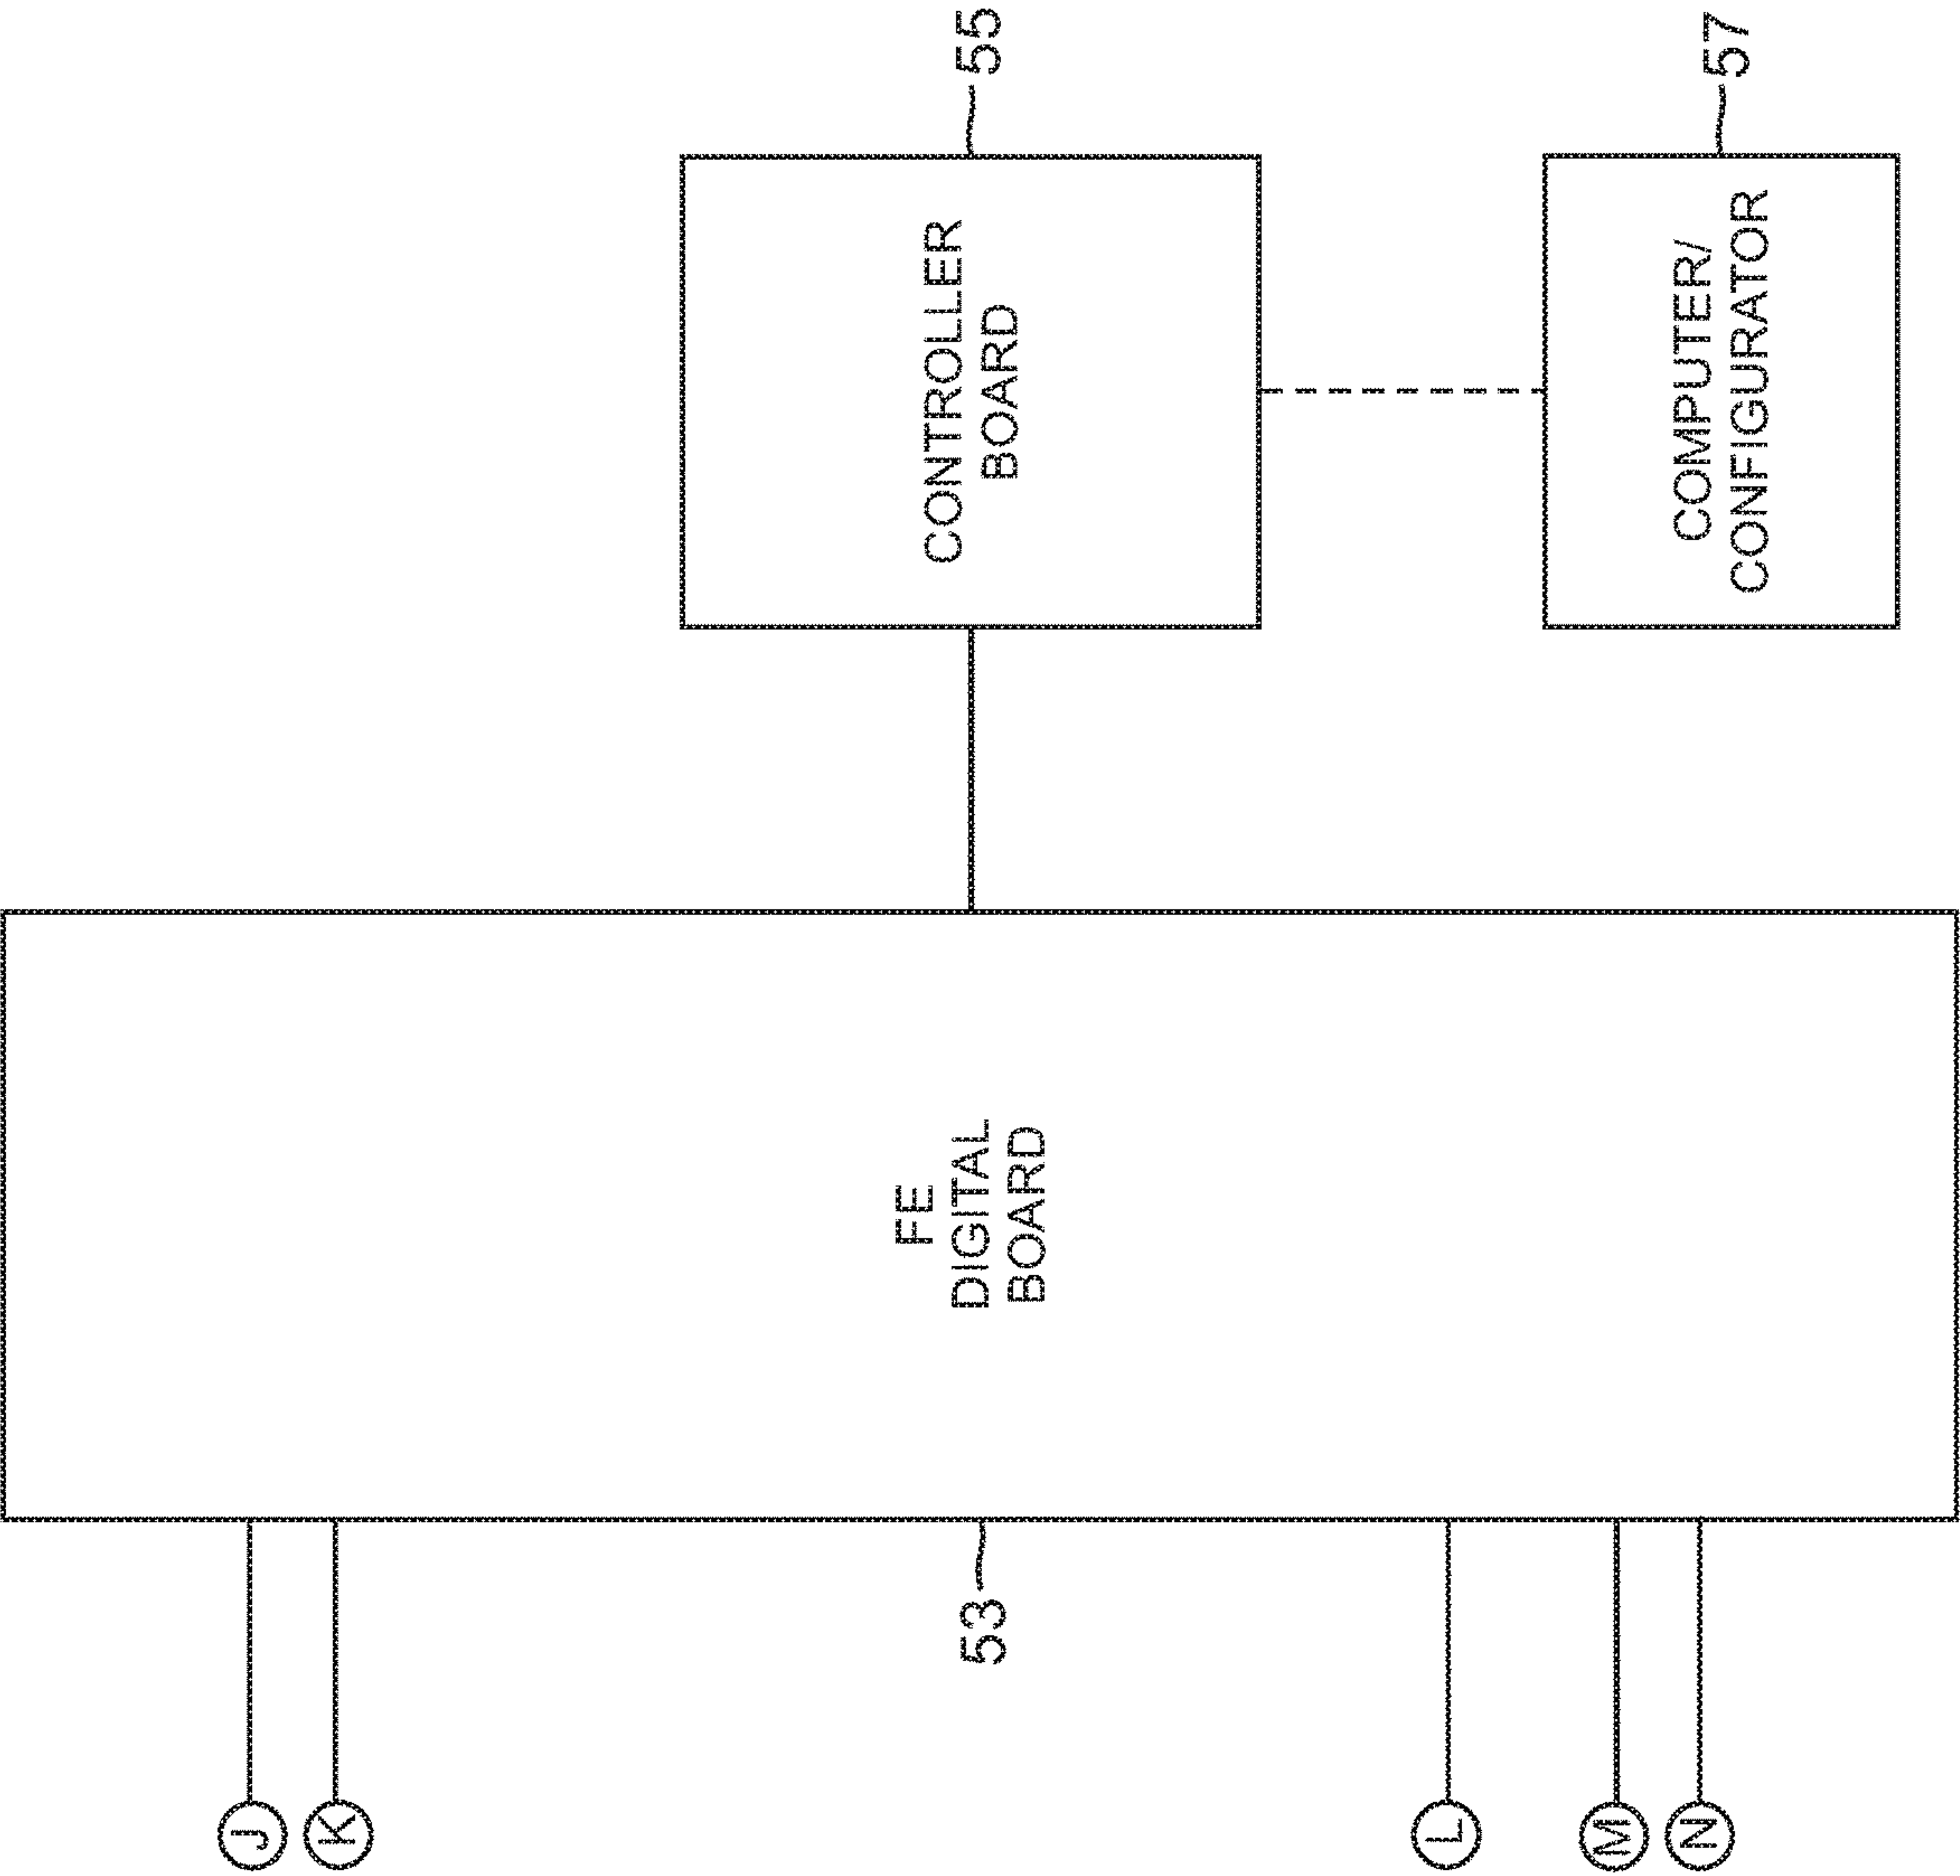 J
K
L
M
N
53
FE
DIGITAL
BOARD
55
CONTROLLER
BOARD
57
COMPUTER/
CONFIGURATOR